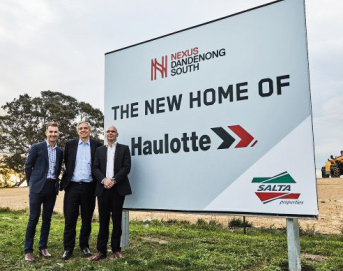 NEXUS
DANDENONG
SOUTH
THE NEW HOME OF
Haulotte
SALTA
properties